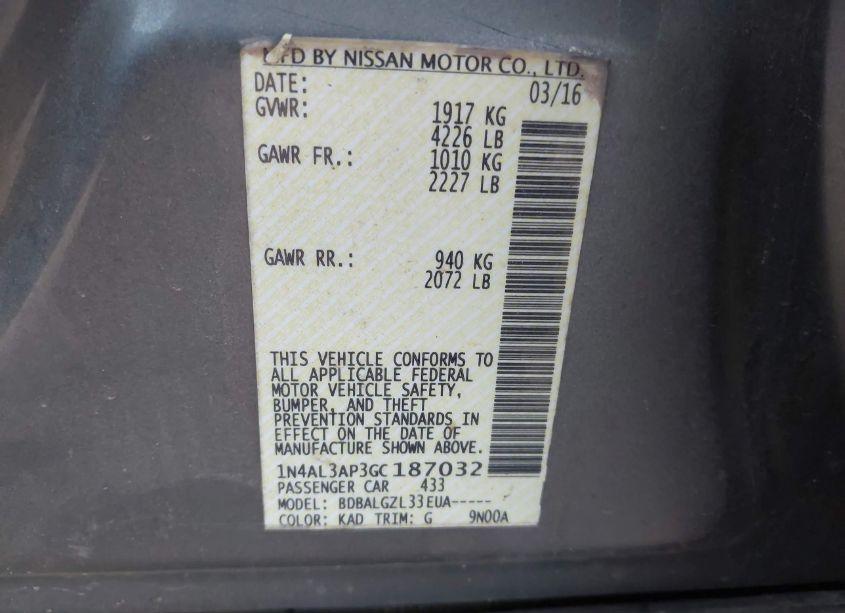 MFD BY NISSAN MOTOR CO., LTD.
DATE: 03/16
GVWR: 1917 KG
4226 LB
GAWR FR.: 1010 KG
2227 LB
GAWR RR.: 940 KG
2072 LB
THIS VEHICLE CONFORMS TO
ALL APPLICABLE FEDERAL
MOTOR VEHICLE SAFETY,
BUMPER, AND THEFT
PREVENTION STANDARDS IN
EFFECT ON THE DATE OF
MANUFACTURE SHOWN ABOVE.
1N4AL3AP3GC187032
PASSENGER CAR 433
MODEL: BDBALGZL33EUA-----
COLOR: KAD TRIM: G 9N00A